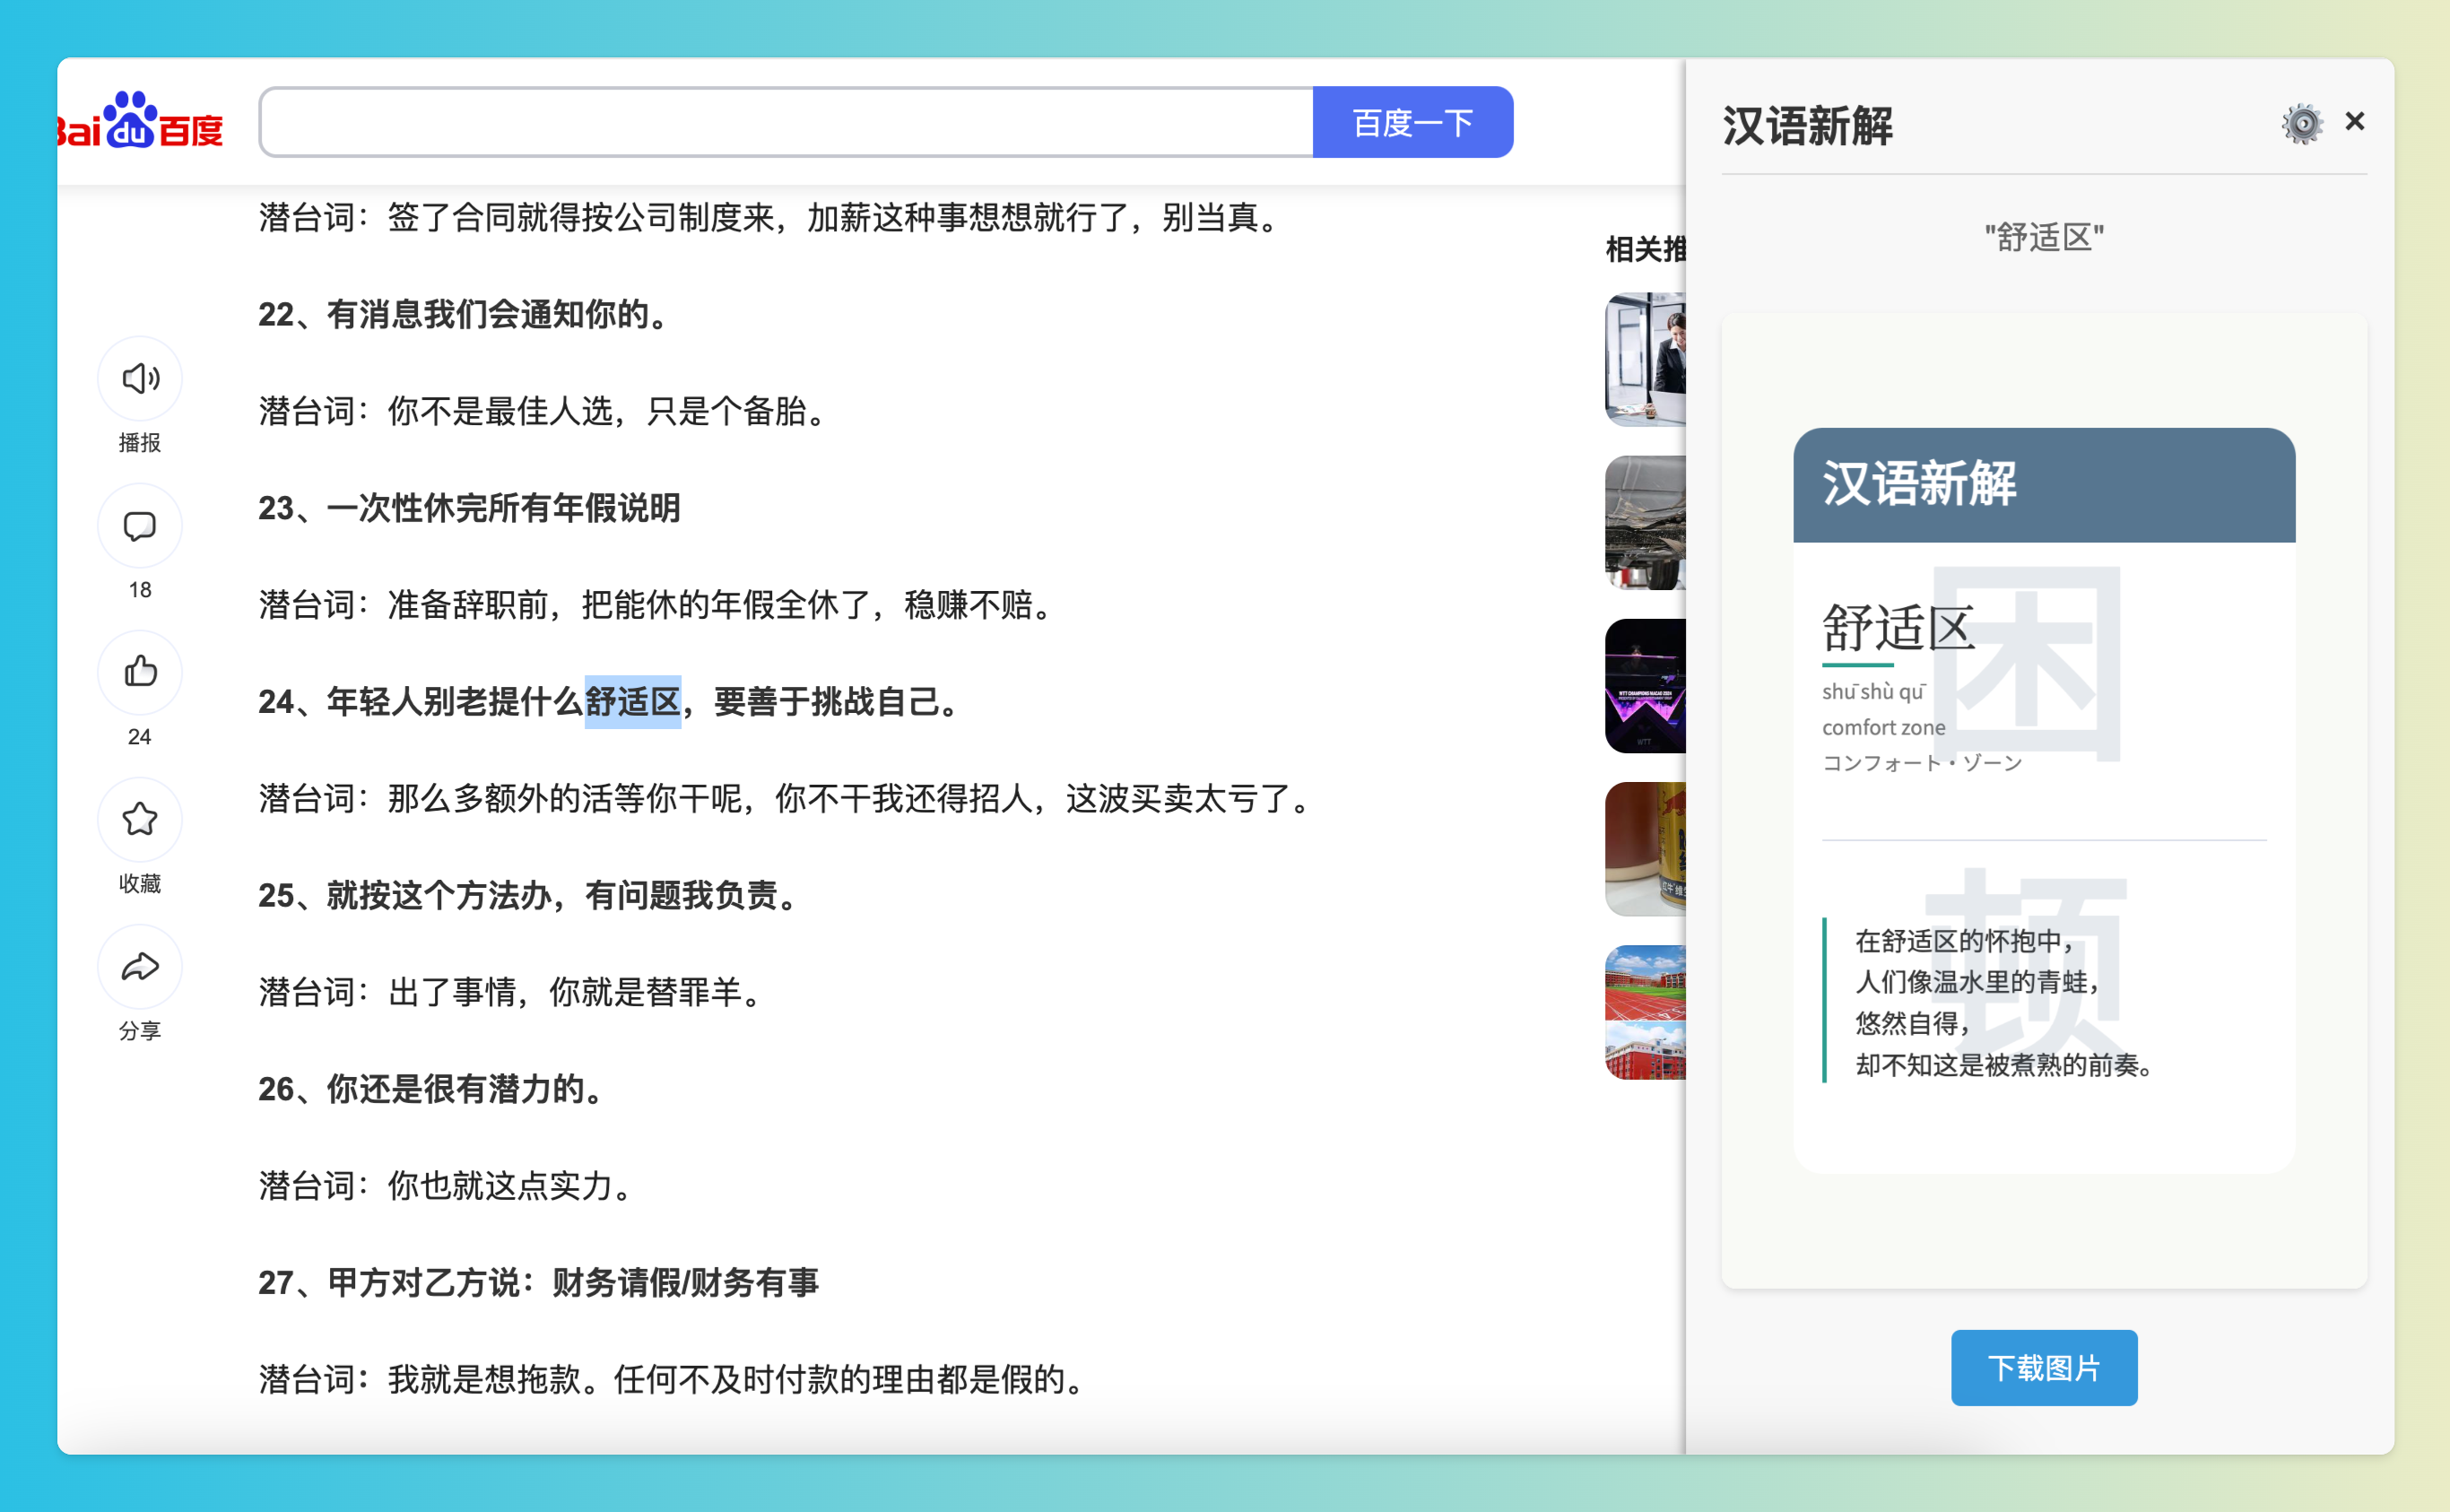 Bai du 百度
百度一下
潜台词：签了合同就得按公司制度来，加薪这种事想想就行了，别当真。
22、有消息我们会通知你的。
潜台词：你不是最佳人选，只是个备胎。
23、一次性休完所有年假说明
潜台词：准备辞职前，把能休的年假全休了，稳赚不赔。
24、年轻人别老提什么舒适区，要善于挑战自己。
潜台词：那么多额外的活等你干呢，你不干我还得招人，这波买卖太亏了。
25、就按这个方法办，有问题我负责。
潜台词：出了事情，你就是替罪羊。
26、你还是很有潜力的。
潜台词：你也就这点实力。
27、甲方对乙方说：财务请假/财务有事
潜台词：我就是想拖款。任何不及时付款的理由都是假的。
播报
18
24
收藏
分享
相关推
WTT CHAMPIONS MACAO 2024
WTT
汉语新解
"舒适区"
汉语新解
困
舒适区
shū shù qū
comfort zone
コンフォート・ゾーン
顿
在舒适区的怀抱中，
人们像温水里的青蛙，
悠然自得，
却不知这是被煮熟的前奏。
下载图片